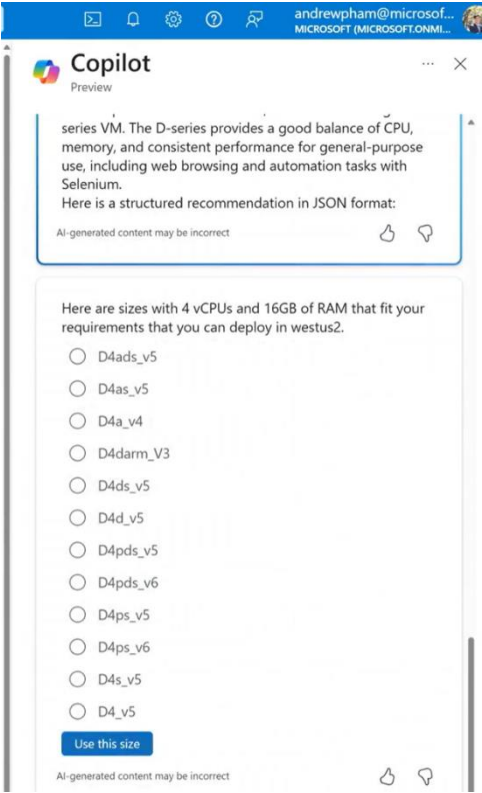 andrewpham@microsof...
MICROSOFT (MICROSOFT.ONMI...
Copilot
Preview
series VM. The D-series provides a good balance of CPU,
memory, and consistent performance for general-purpose
use, including web browsing and automation tasks with
Selenium.
Here is a structured recommendation in JSON format:
AI-generated content may be incorrect
Here are sizes with 4 vCPUs and 16GB of RAM that fit your
requirements that you can deploy in westus2.
D4ads_v5
D4as_v5
D4a_v4
D4darm_V3
D4ds_v5
D4d_v5
D4pds_v5
D4pds_v6
D4ps_v5
D4ps_v6
D4s_v5
D4_v5
Use this size
AI-generated content may be incorrect